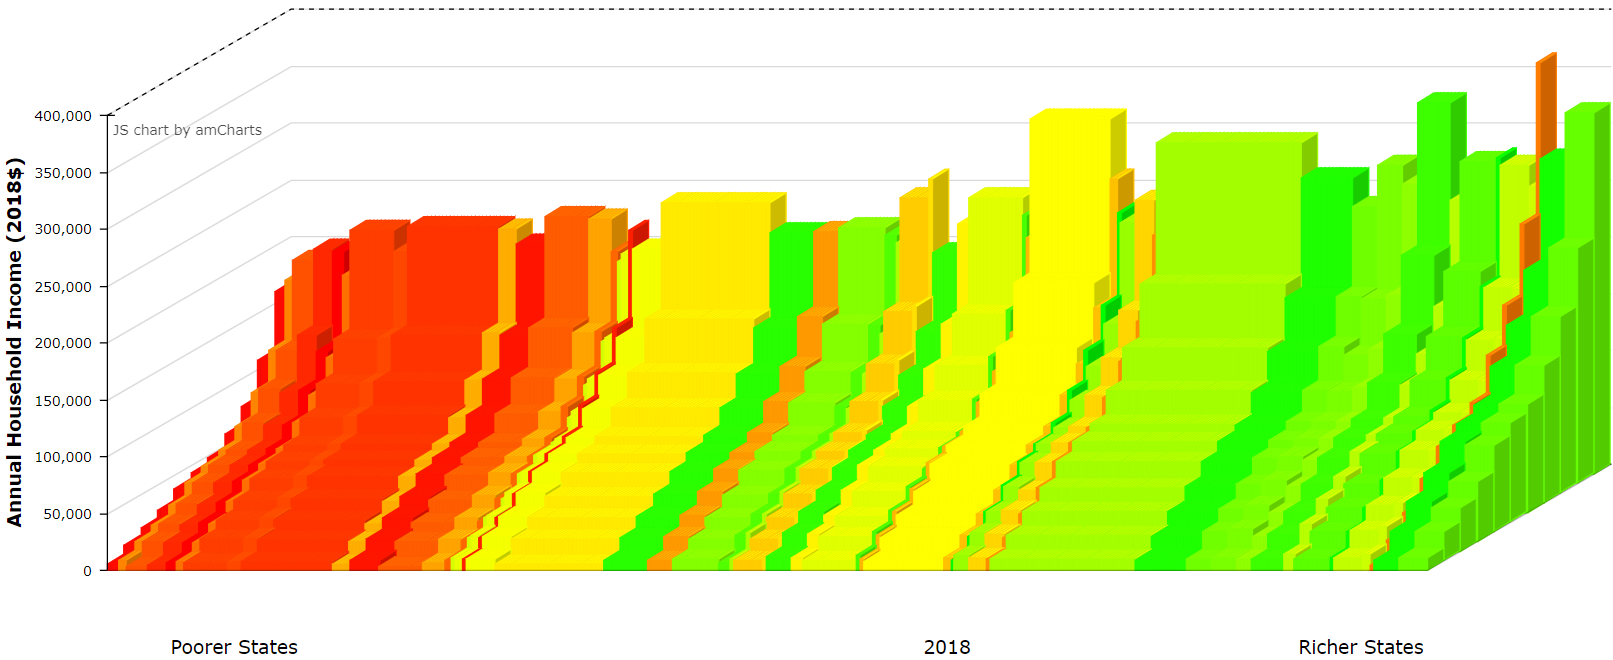 400,000
JS chart by amCharts
350,000
300,000
250,000
200,000
150,000
100,000
50,000
0
Annual Household Income (2018$)
Poorer States
2018
Richer States